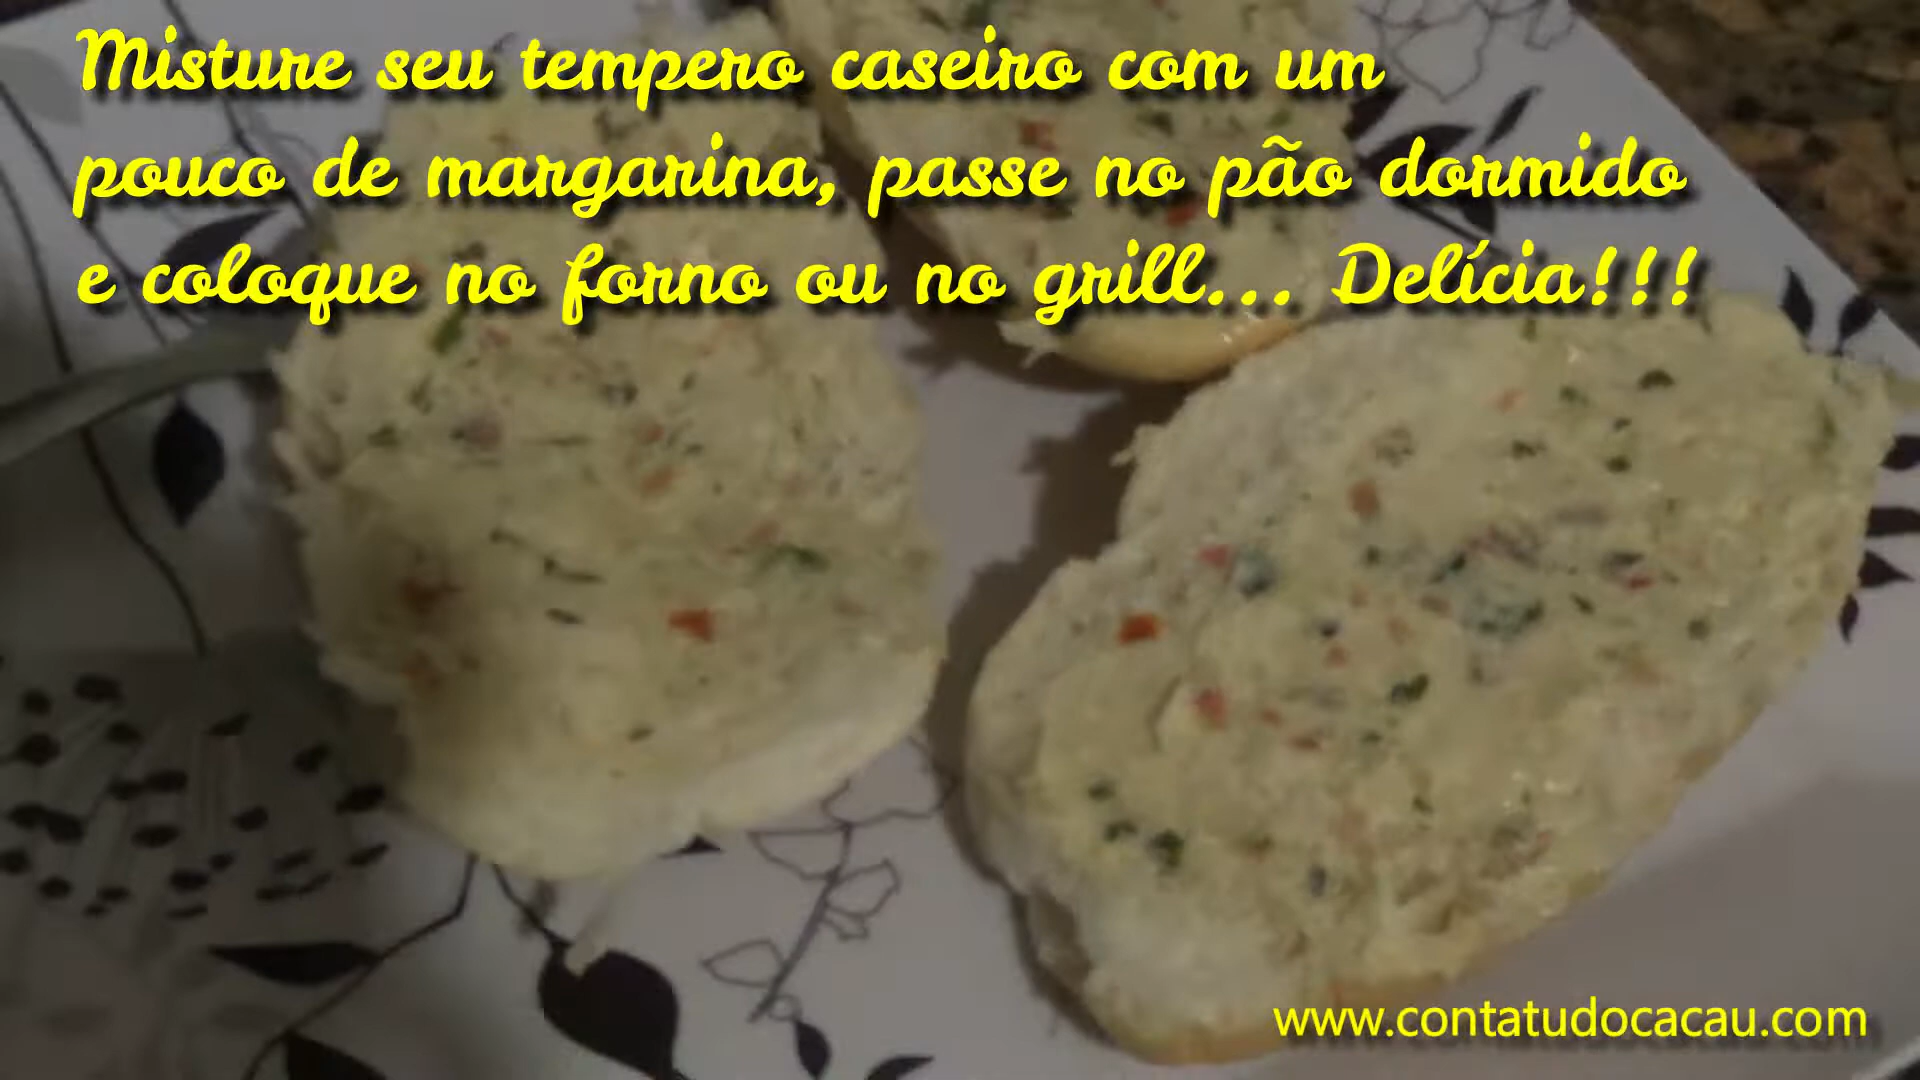 Misture seu tempero caseiro com um
pouco de margarina, passe no pão dormido
e coloque no forno ou no grill... Delícia!!!
www.contatudocacau.com